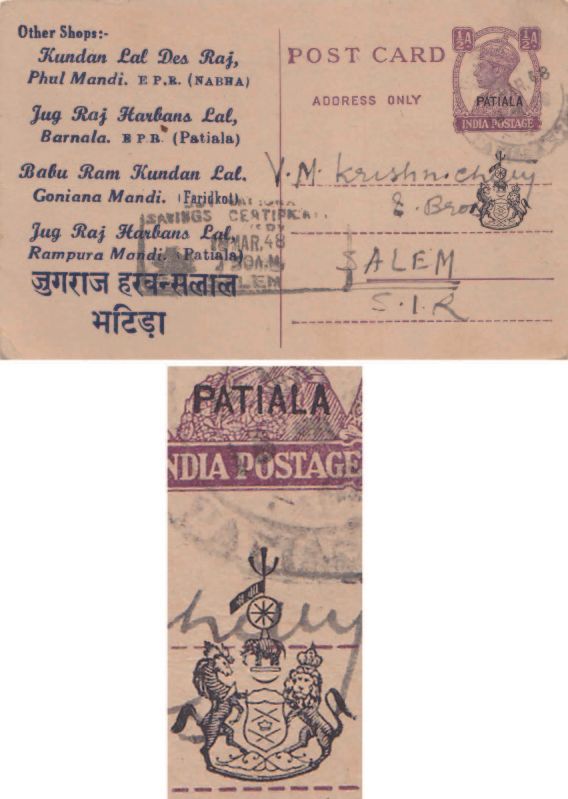 Other Shops:-
Kundan Lal Des Raj,
Phul Mandi. E P.R. (NABHA)
Jug Raj Harbans Lal,
Barnala. E P.R. (Patiala)
Babu Ram Kundan Lal.
Goniana Mandi. (Faridkot)
Jug Raj Harbans Lal,
Rampura Mandi. (Patiala)
जुगराज हरबन्सलाल
भटिंडा
POST CARD
ADDRESS ONLY
½A ½A
PATIALA
INDIA POSTAGE
V. M. Krishna
SALEM
S. I. R
SAVINGS CERTIFICAT
MAR.48
PATIALA
INDIA POSTAGE